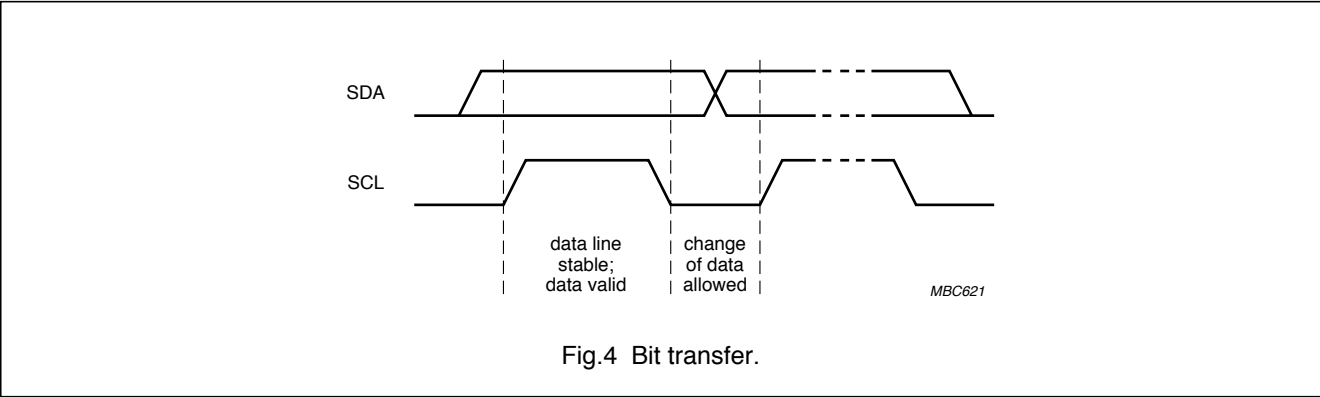 SDA
SCL
data line
stable;
data valid
change
of data
allowed
MBC621
Fig.4 Bit transfer.